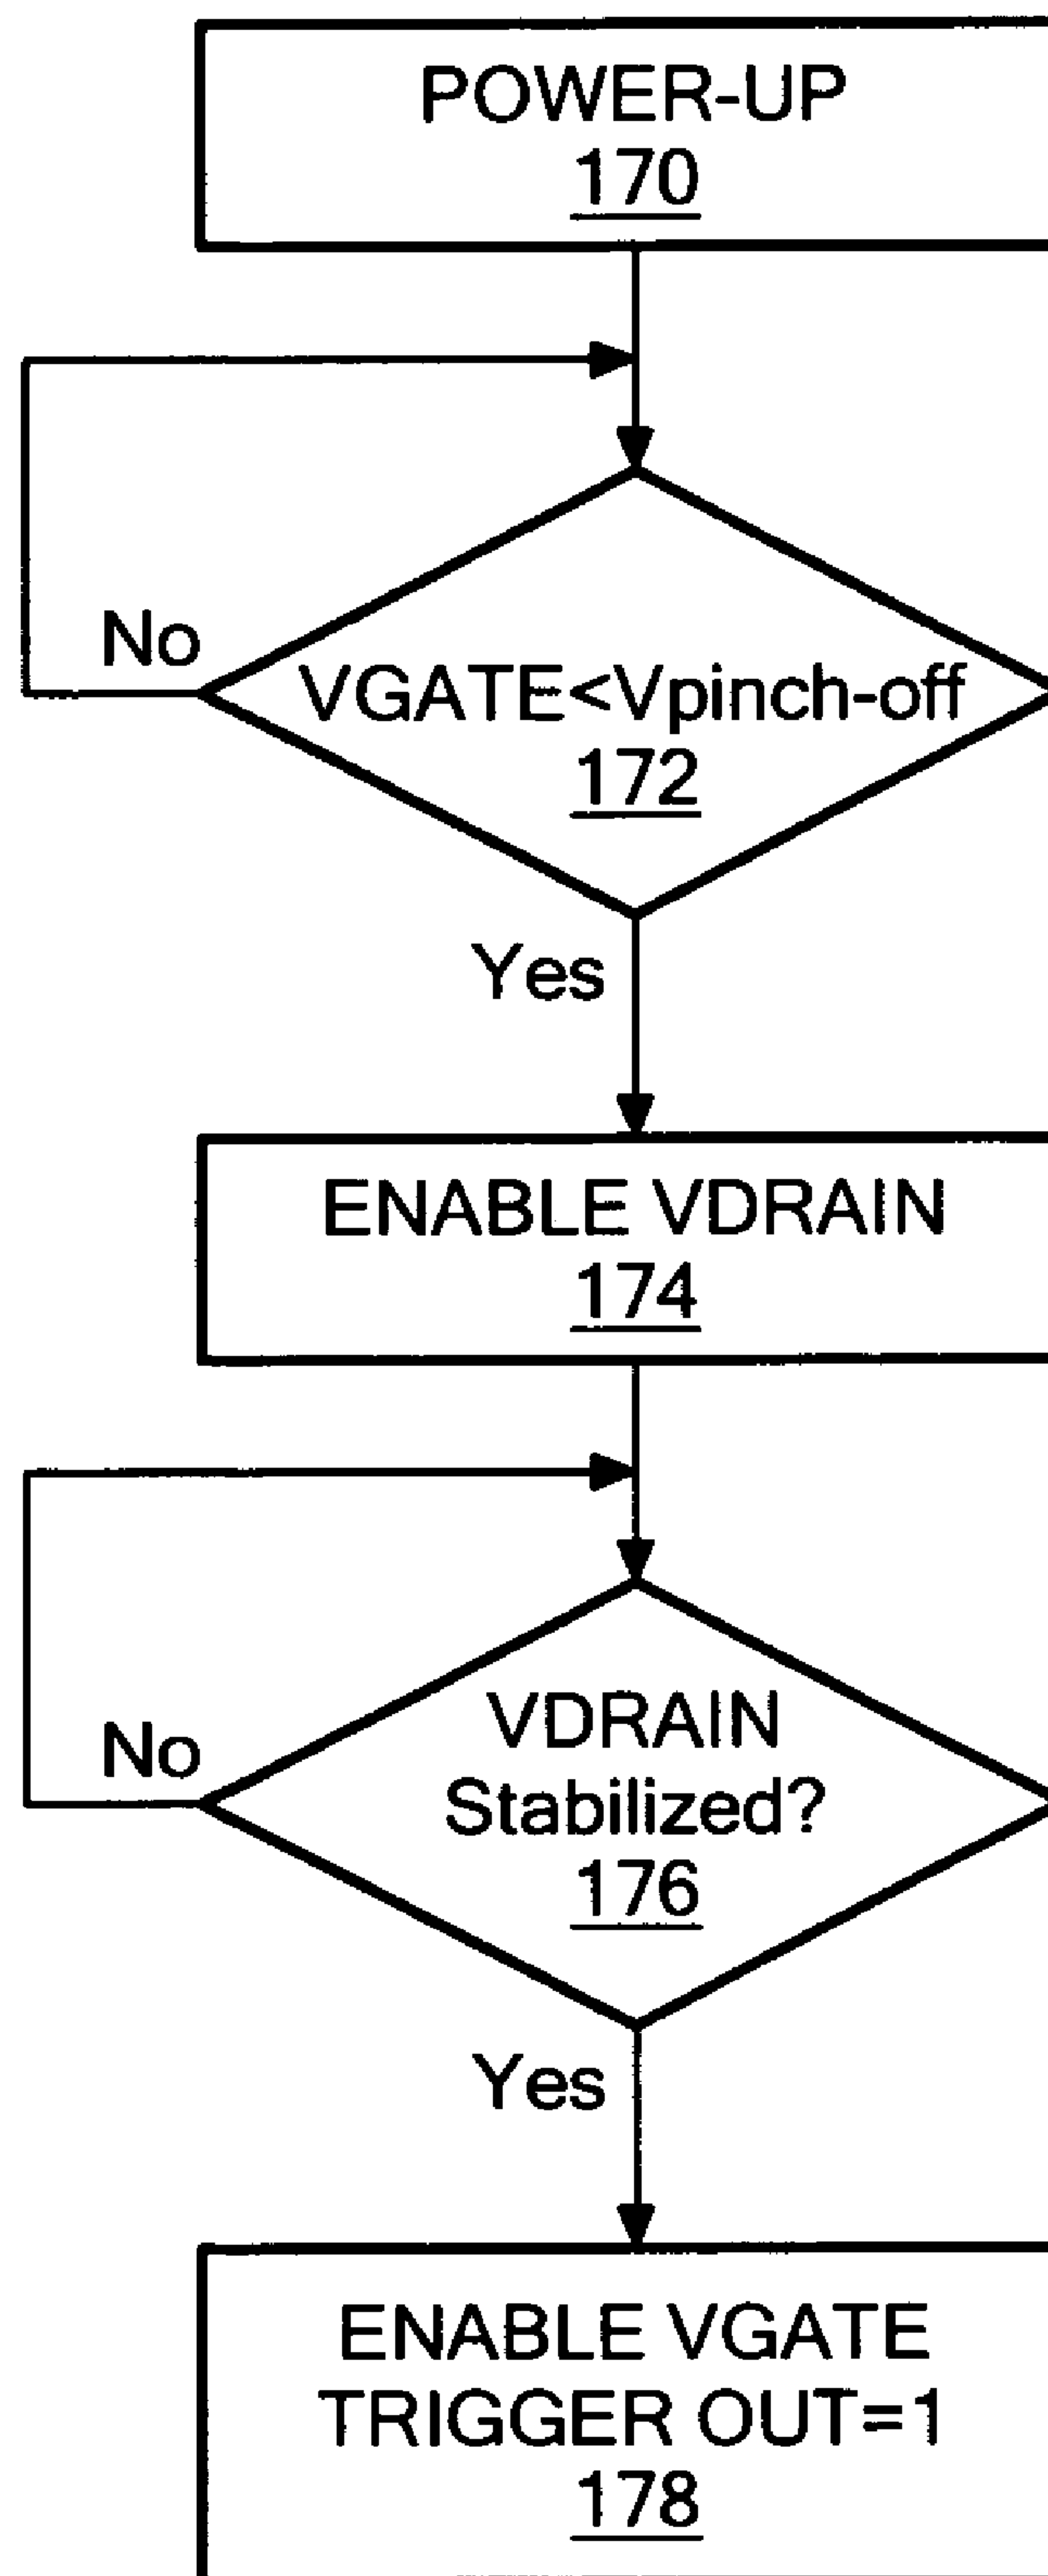 POWER-UP
170
No
VGATE<Vpinch-off
172
Yes
ENABLE VDRAIN
174
No
VDRAIN
Stabilized?
176
Yes
ENABLE VGATE
TRIGGER OUT=1
178